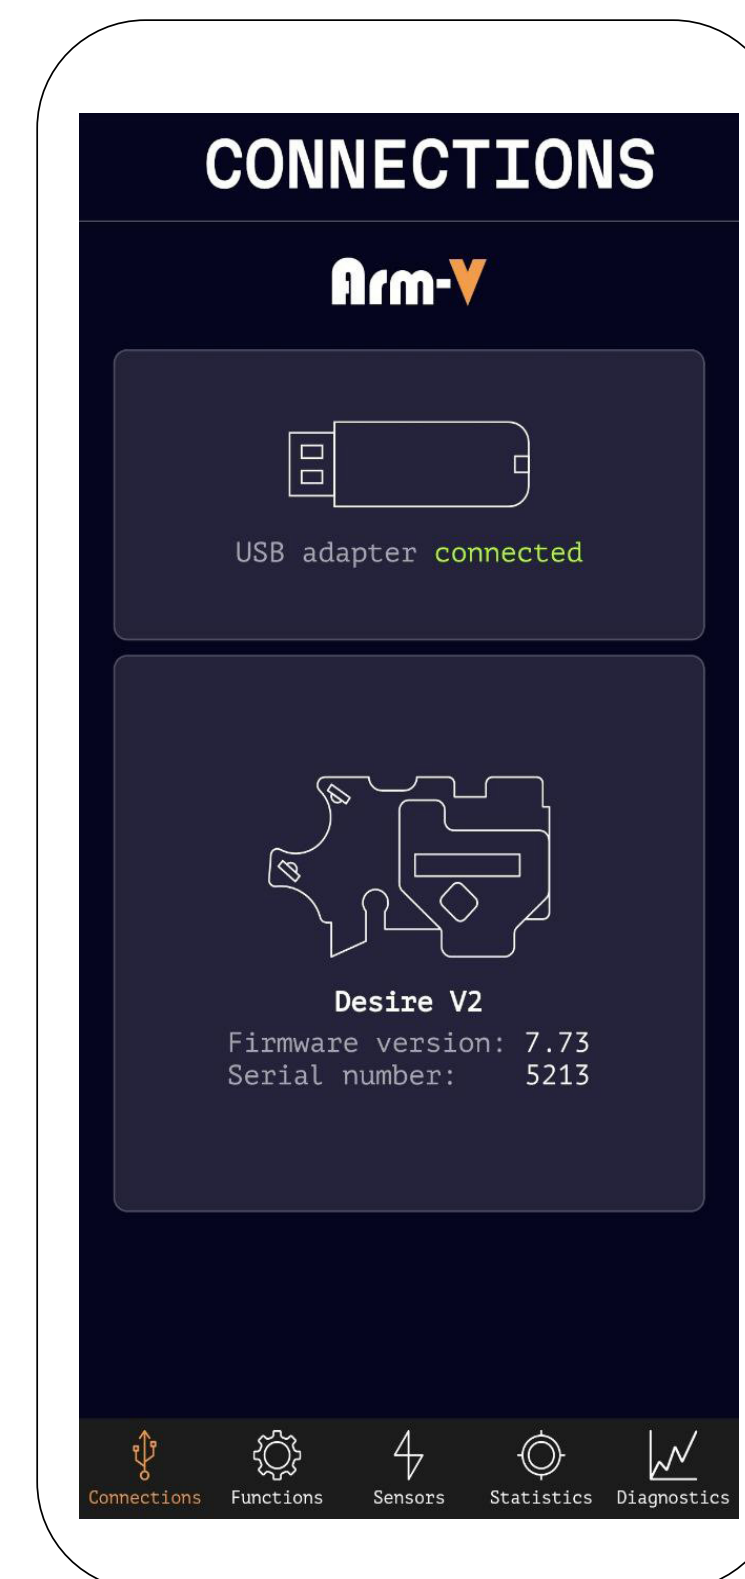 CONNECTIONS
Arm-V
USB adapter connected
Desire V2
Firmware version: 7.73
Serial number: 5213
Connections Functions Sensors Statistics Diagnostics